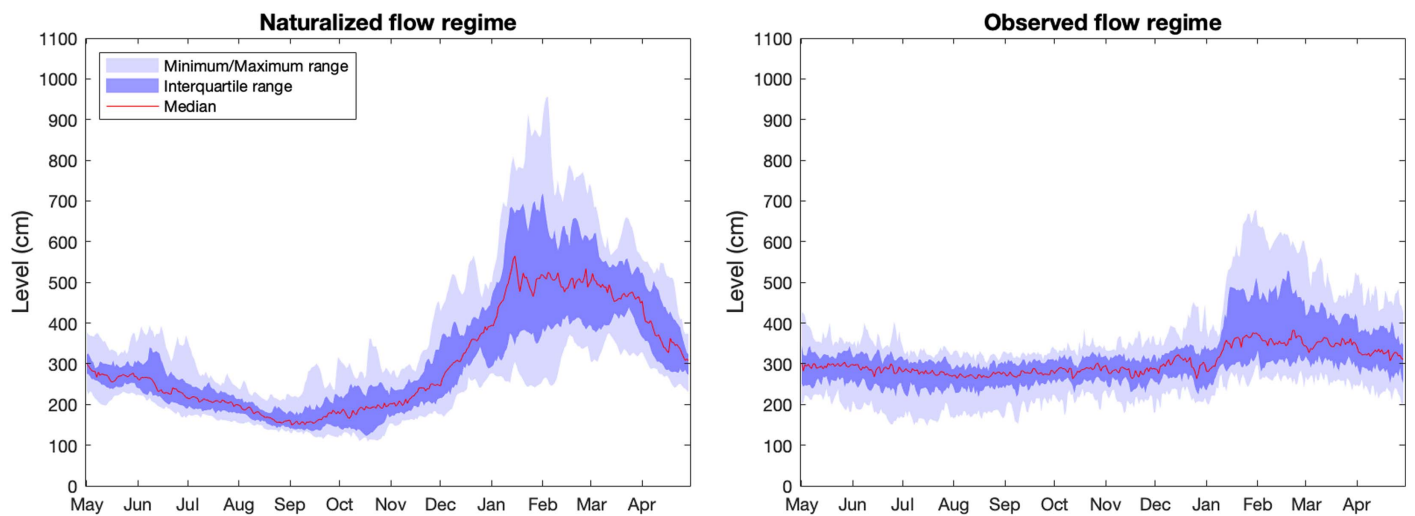 Naturalized flow regime
Level (cm)
1100
1000
900
800
700
600
500
400
300
200
100
0
Minimum/Maximum range
Interquartile range
Median
May Jun Jul Aug Sep Oct Nov Dec Jan Feb Mar Apr
Observed flow regime
Level (cm)
1100
1000
900
800
700
600
500
400
300
200
100
0
May Jun Jul Aug Sep Oct Nov Dec Jan Feb Mar Apr